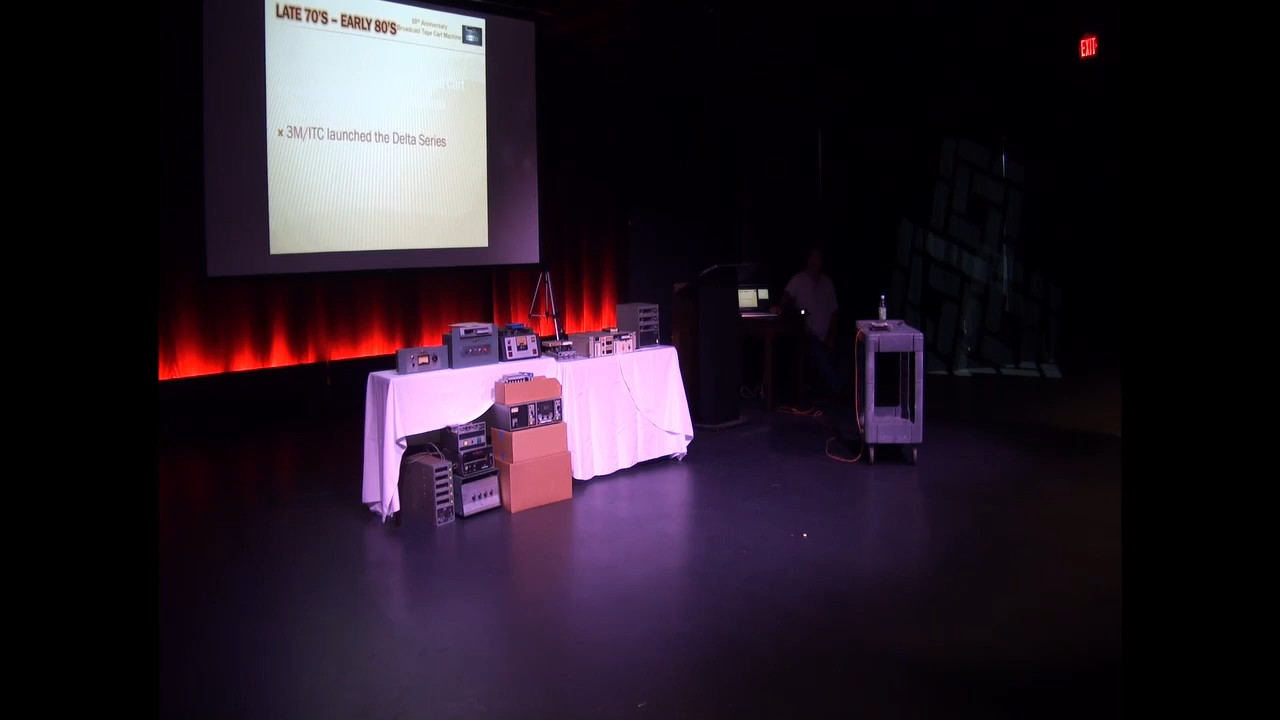 LATE 70'S – EARLY 80'S
50th Anniversary
Broadcast Tape Cart Machine
× 3M/ITC launched the Delta Series
EXIT